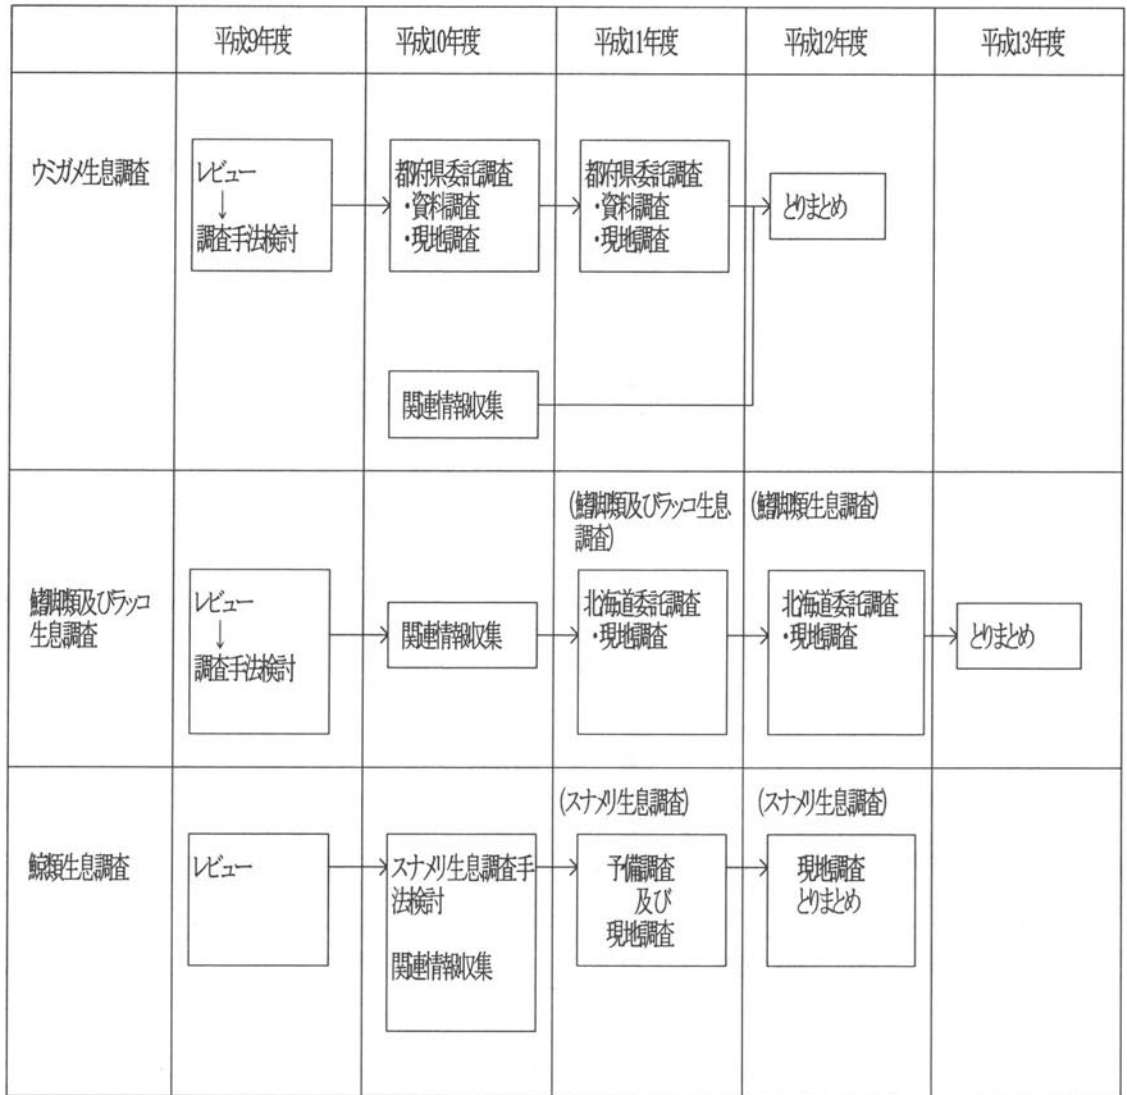 平成9年度
平成10年度
平成11年度
平成12年度
平成13年度
ウミガメ生息調査
レビュー
↓
調査手法検討
都府県委託調査
・資料調査
・現地調査
都府県委託調査
・資料調査
・現地調査
とりまとめ
関連情報収集
鰭脚類及びラッコ
生息調査
レビュー
↓
調査手法検討
関連情報収集
(鰭脚類及びラッコ生息
調査)
北海道委託調査
・現地調査
(鰭脚類生息調査)
北海道委託調査
・現地調査
とりまとめ
鯨類生息調査
レビュー
スナメリ生息調査手
法検討
関連情報収集
(スナメリ生息調査)
予備調査
及び
現地調査
(スナメリ生息調査)
現地調査
とりまとめ